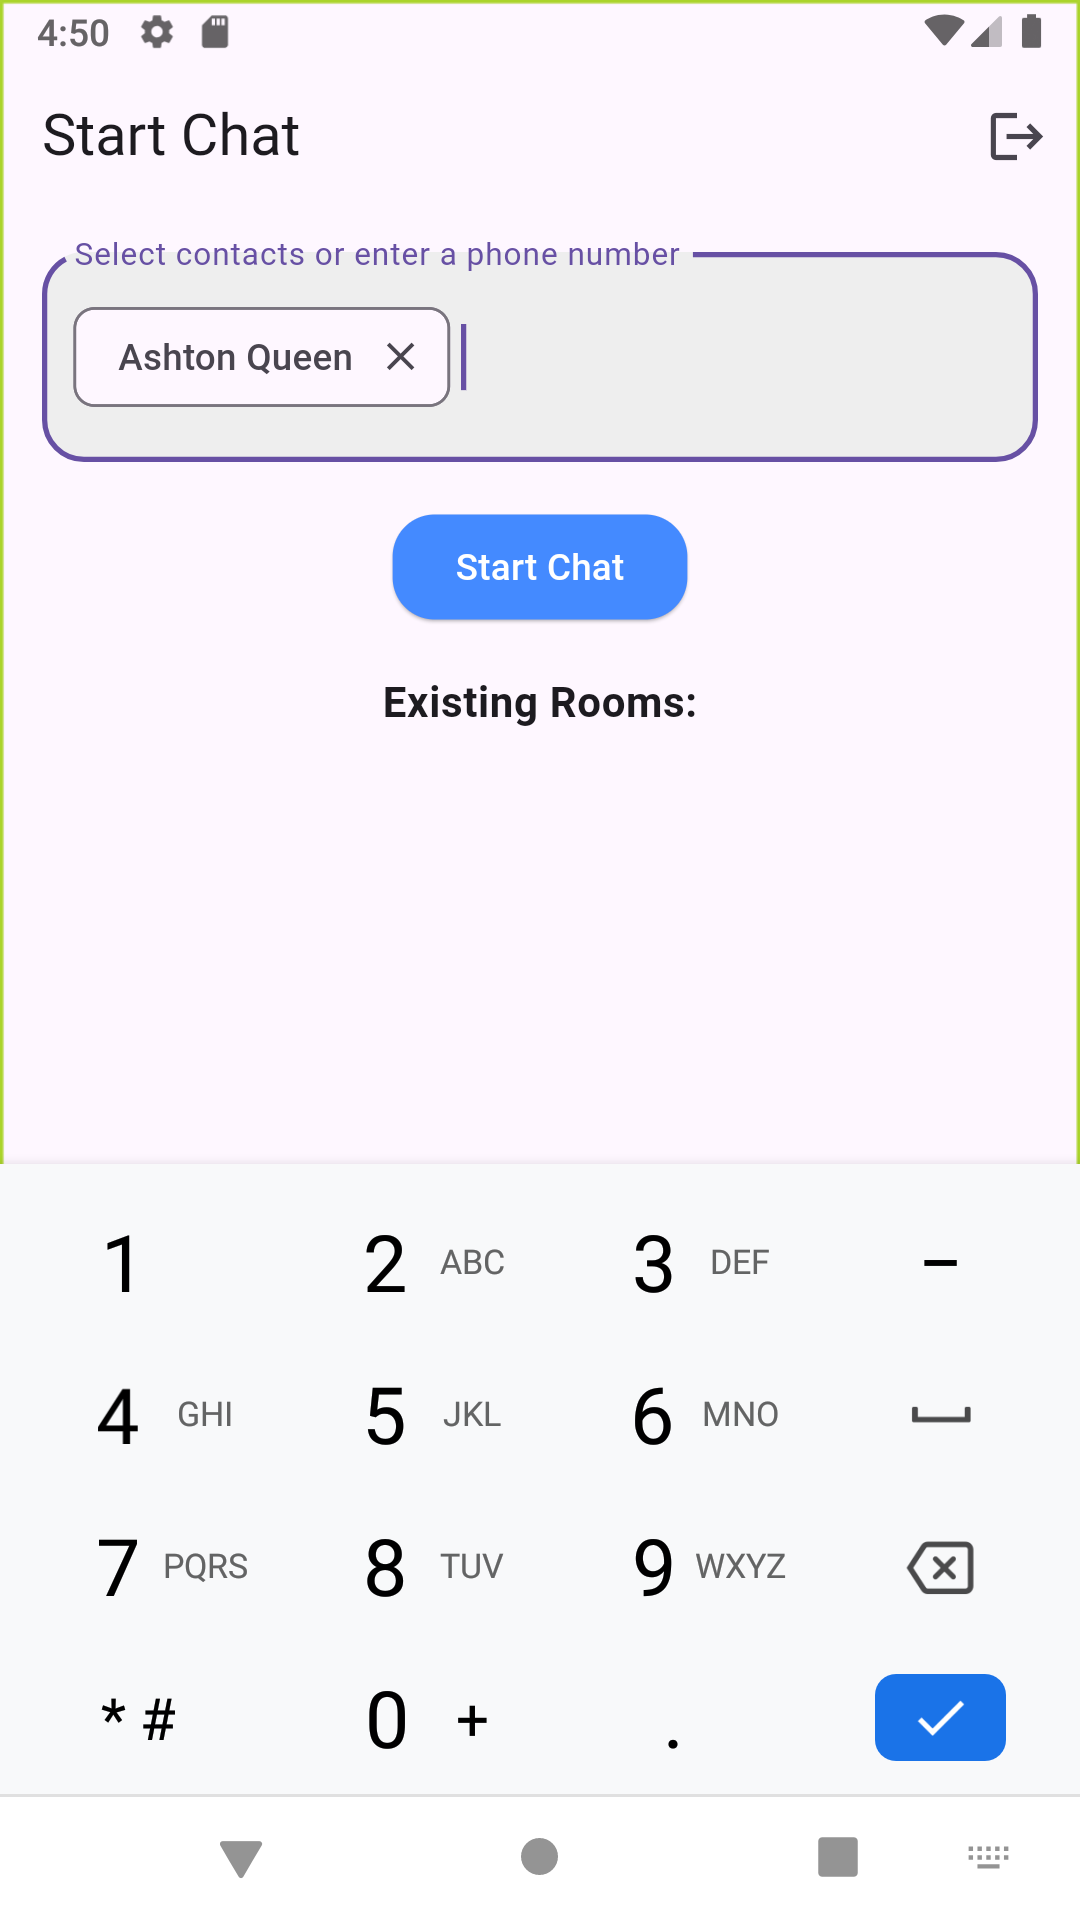 4:50
Start Chat
Select contacts or enter a phone number
Ashton Queen
Start Chat
Existing Rooms:
1 2 ABC 3 DEF –
4 GHI 5 JKL 6 MNO
7 PQRS 8 TUV 9 WXYZ
* # 0 + .